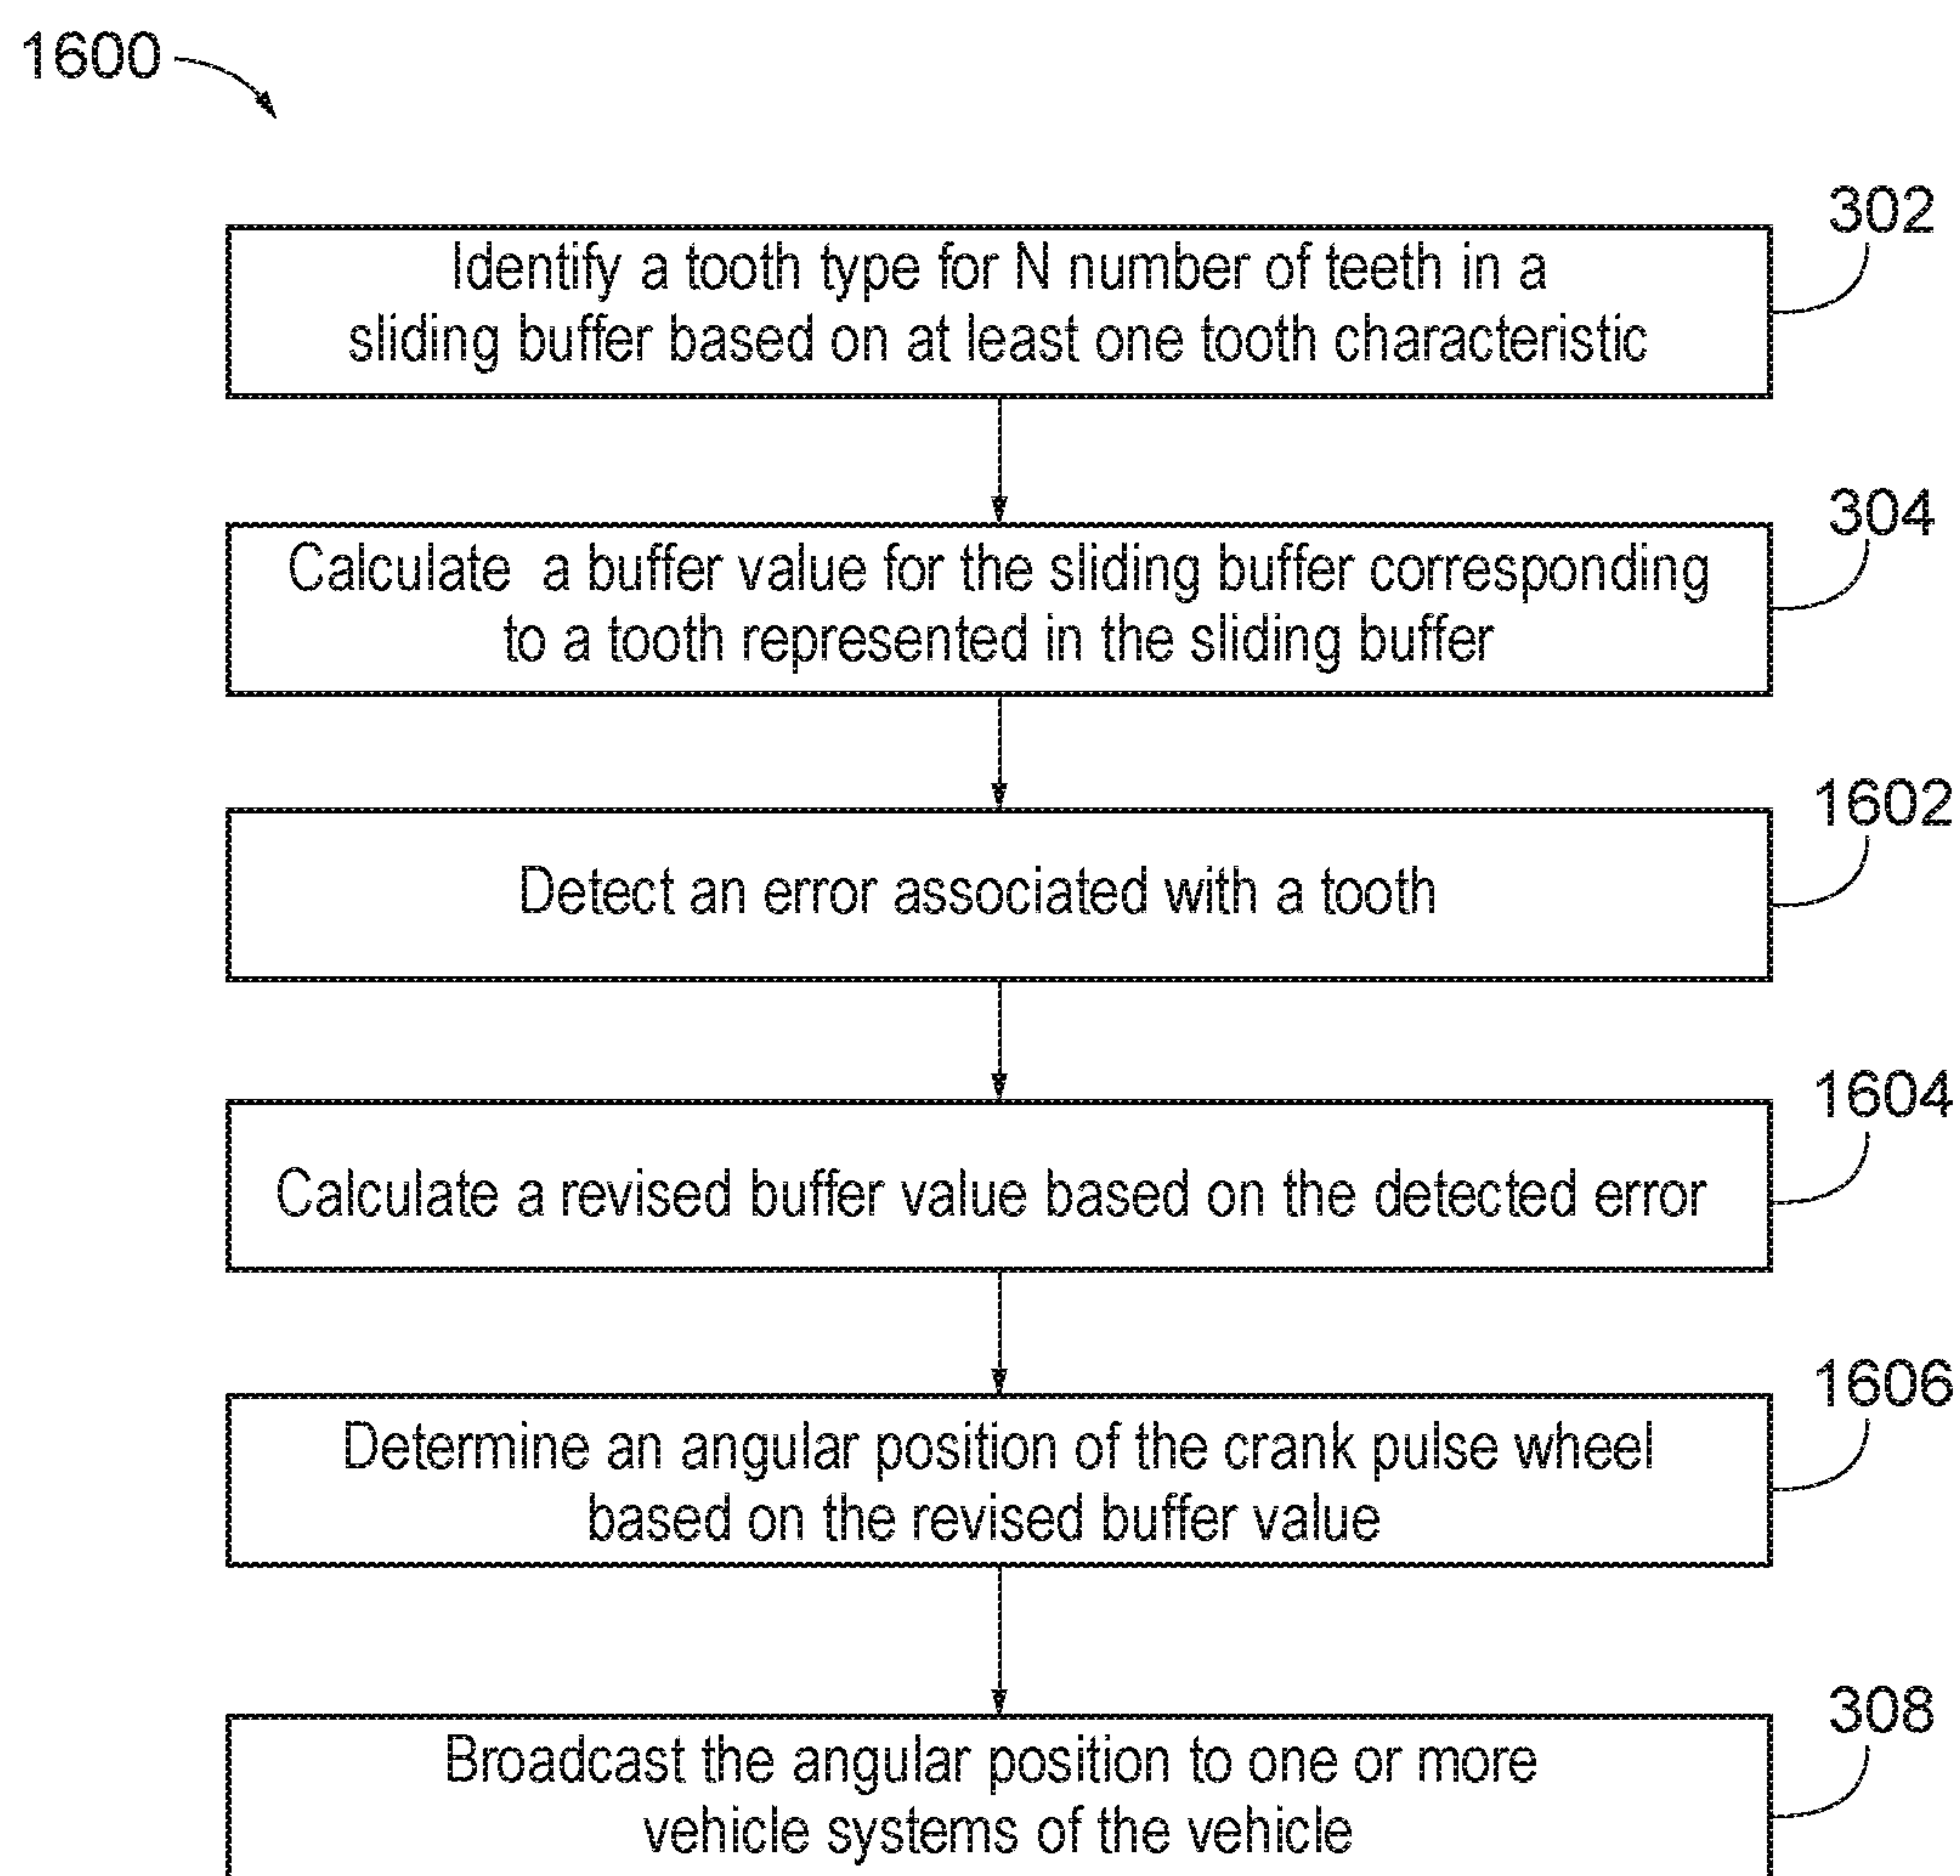 1600
302
Identify a tooth type for N number of teeth in a
sliding buffer based on at least one tooth characteristic
304
Calculate a buffer value for the sliding buffer corresponding
to a tooth represented in the sliding buffer
1602
Detect an error associated with a tooth
1604
Calculate a revised buffer value based on the detected error
1606
Determine an angular position of the crank pulse wheel
based on the revised buffer value
308
Broadcast the angular position to one or more
vehicle systems of the vehicle